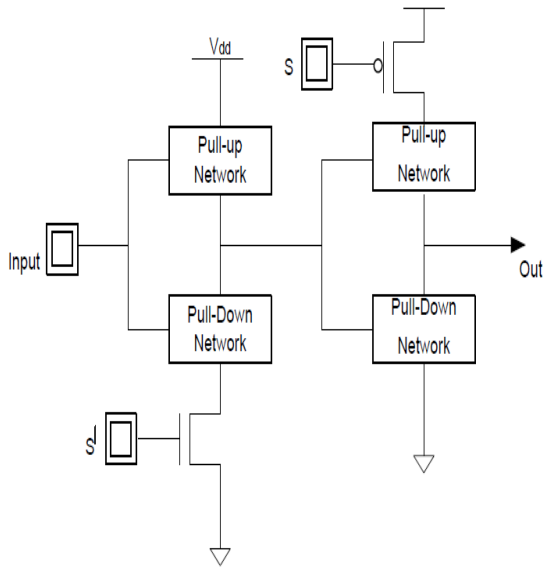 Vdd
S
Pull-up
Network
Pull-up
Network
Input
Out
Pull-Down
Network
Pull-Down
Network
S'